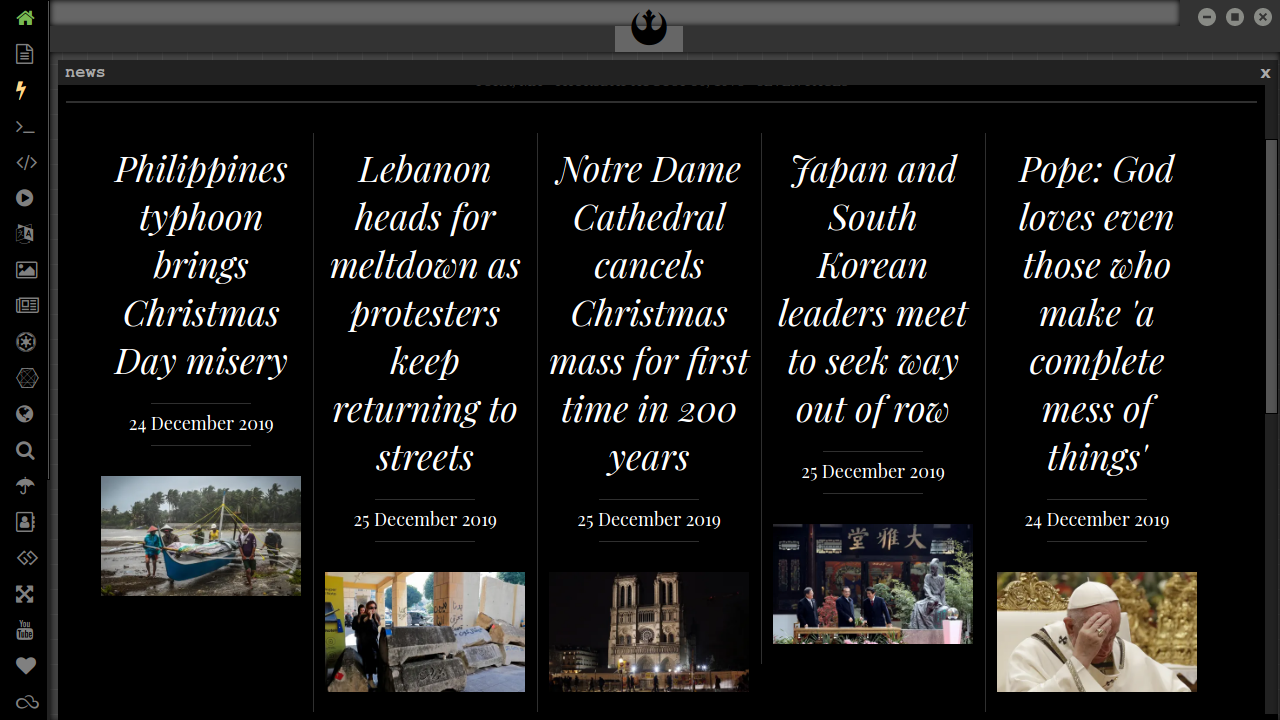 news
x
Philippines
typhoon
brings
Christmas
Day misery
24 December 2019
Lebanon
heads for
meltdown as
protesters
keep
returning to
streets
25 December 2019
Notre Dame
Cathedral
cancels
Christmas
mass for first
time in 200
years
25 December 2019
Japan and
South
Korean
leaders meet
to seek way
out of row
25 December 2019
大雅堂
Pope: God
loves even
those who
make 'a
complete
mess of
things'
24 December 2019
You
Tube